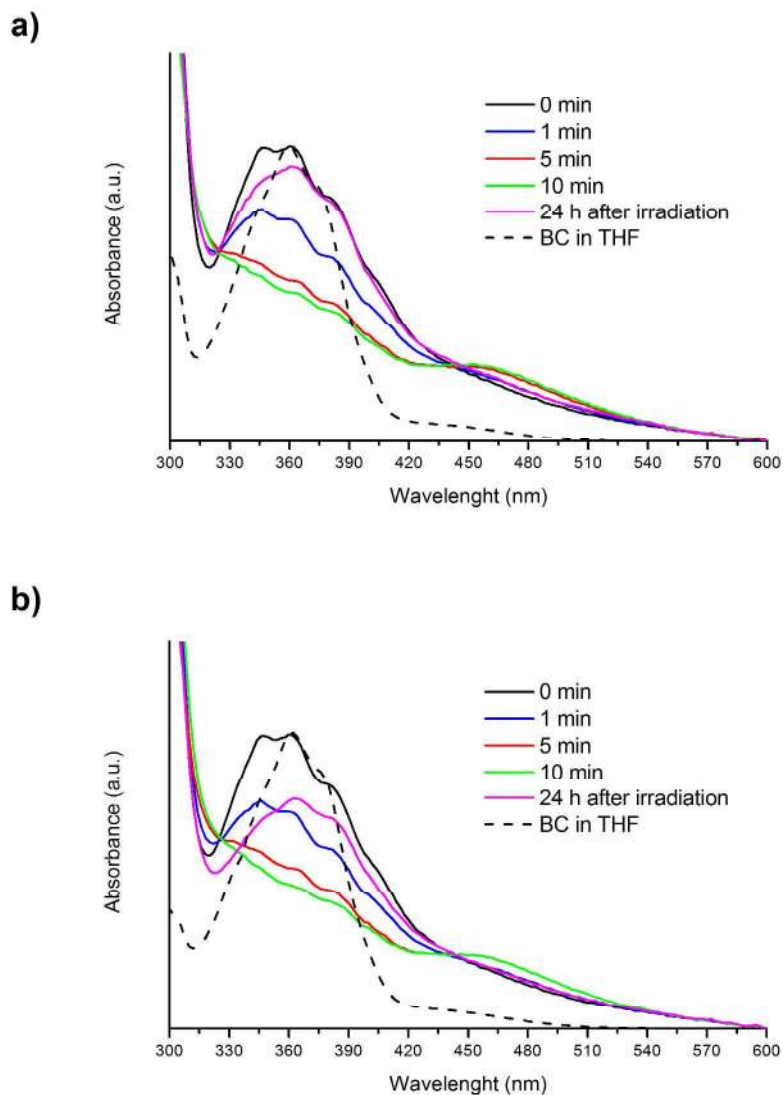 a)
0 min
1 min
5 min
10 min
24 h after irradiation
BC in THF
Absorbance (a.u.)
300 330 360 390 420 450 480 510 540 570 600
Wavelenght (nm)
b)
0 min
1 min
5 min
10 min
24 h after irradiation
BC in THF
Absorbance (a.u.)
300 330 360 390 420 450 480 510 540 570 600
Wavelenght (nm)